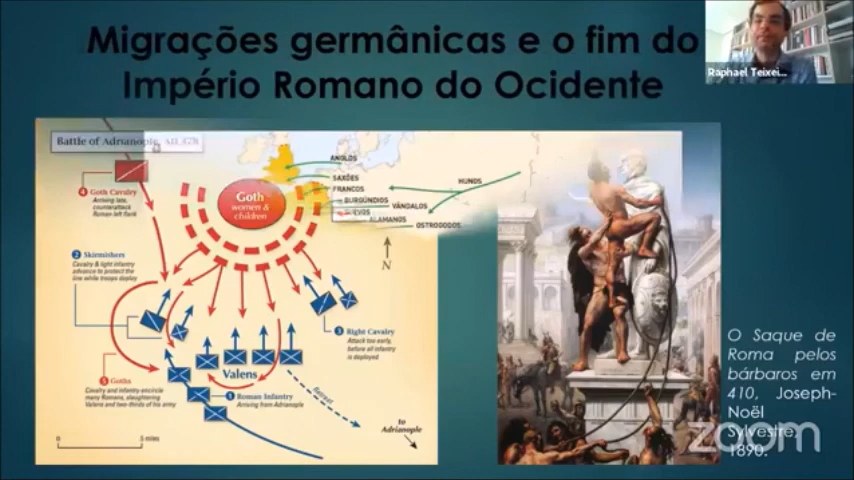 Migrações germânicas e o fim do
Império Romano do Ocidente
Raphael Teixei...
Battle of Adrianople, A.D. 378
ANGLOS
SAXÕES
FRANCOS
BURGÚNDIOS
VÂNDALOS
SUEVOS
ALAMANOS
OSTRODODOS
HUNOS
4 Goth Cavalry
Arriving late,
counterattack
Roman left flank
Goth
women &
children
N
2 Skirmishers
Cavalry & light infantry
advance to protect the
line while troops deploy
3 Right Cavalry
Attack too early,
before all infantry
is deployed
Valens
5 Goths
Cavalry and infantry encircle
many Romans, slaughtering
Valens and two-thirds of his army
1 Roman Infantry
Arriving from Adrianople
Retreat
to
Adrianople
0 5 miles
O Saque de
Roma pelos
bárbaros em
410, Joseph-
Noël
Sylvestre,
1890.
zoom